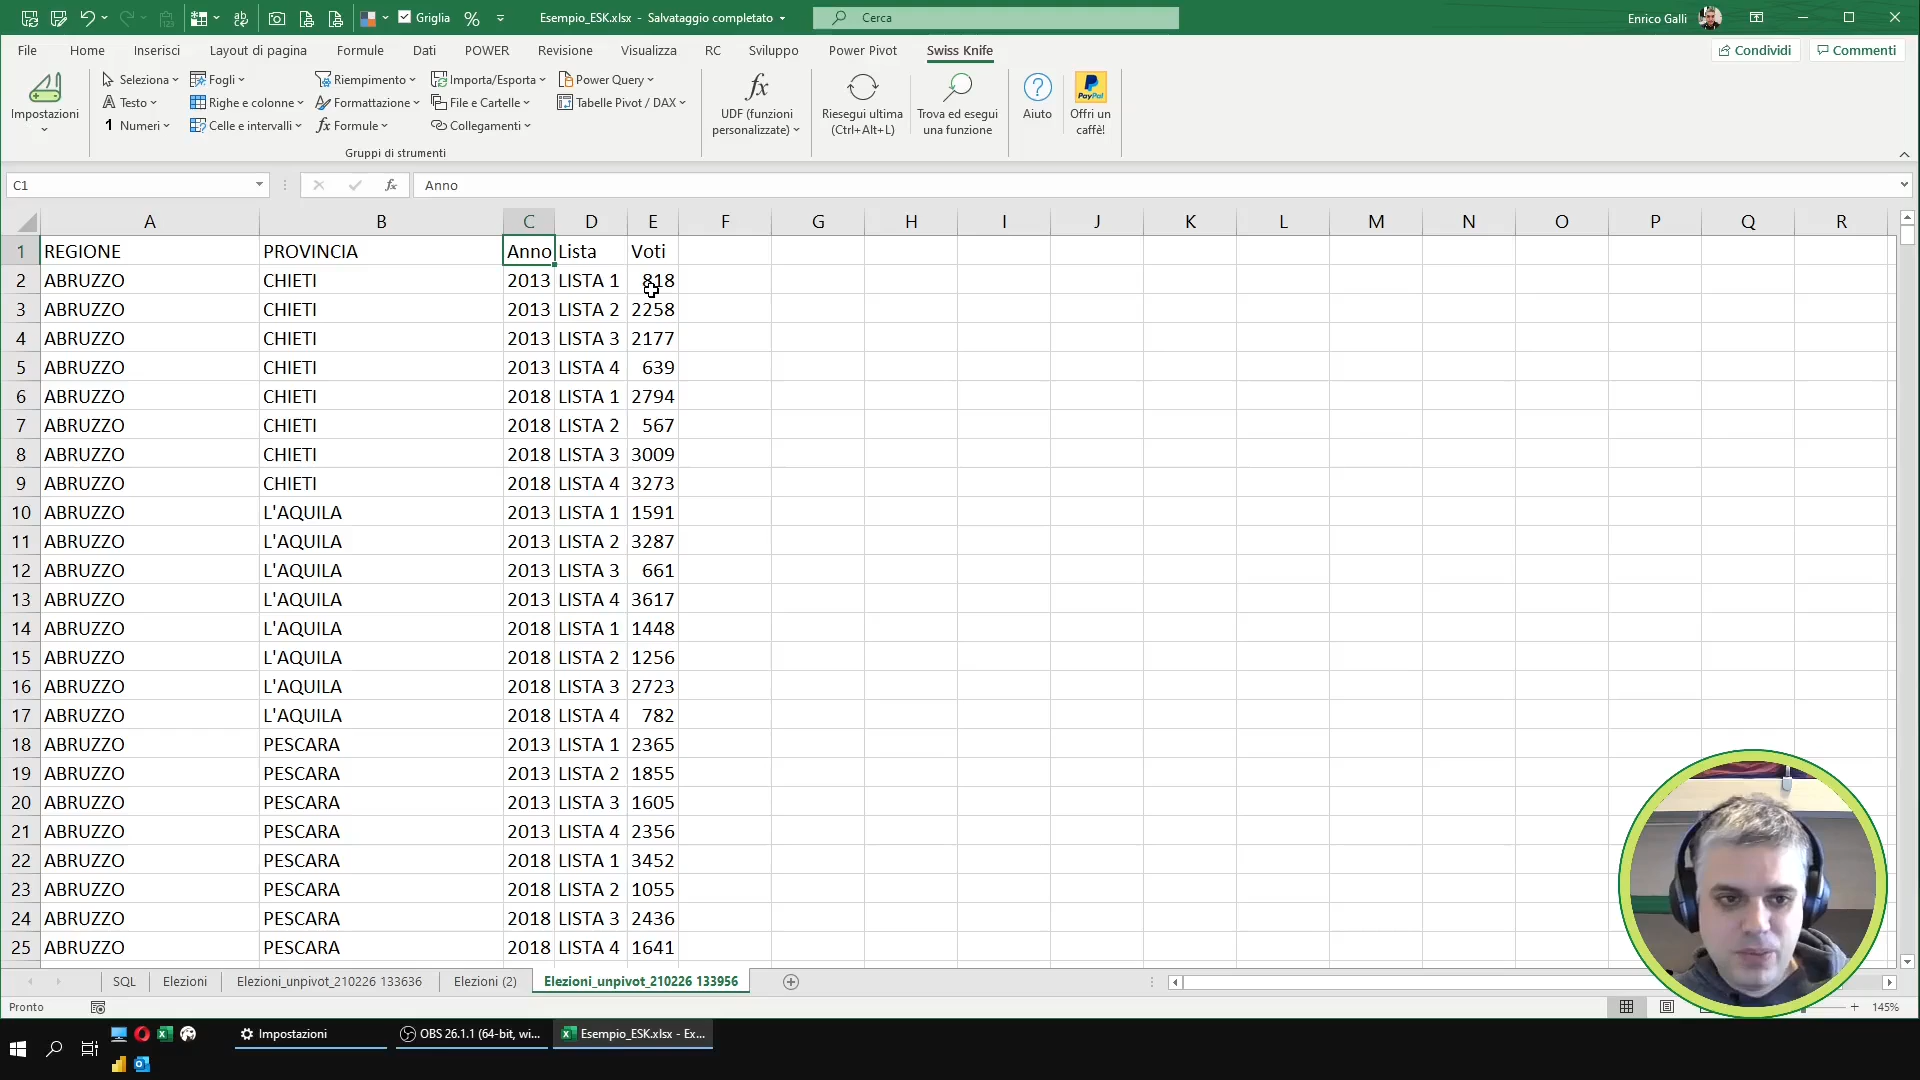 Griglia
Esempio_ESK.xlsx - Salvataggio completato
Cerca
Enrico Galli
File Home Inserisci Layout di pagina Formule Dati POWER Revisione Visualizza RC Sviluppo Power Pivot Swiss Knife
Condividi Commenti
Impostazioni
Seleziona
Testo
Numeri
Fogli
Righe e colonne
Celle e intervalli
Riempimento
Formattazione
Formule
Importa/Esporta
File e Cartelle
Collegamenti
Power Query
Tabelle Pivot / DAX
Gruppi di strumenti
UDF (funzioni
personalizzate)
Riesegui ultima
(Ctrl+Alt+L)
Trova ed esegui
una funzione
Aiuto
PayPal
Offri un
caffè!
C1 fx Anno
A B C D E F G H I J K L M N O P Q R
1 REGIONE PROVINCIA Anno Lista Voti
2 ABRUZZO CHIETI 2013 LISTA 1 818
3 ABRUZZO CHIETI 2013 LISTA 2 2258
4 ABRUZZO CHIETI 2013 LISTA 3 2177
5 ABRUZZO CHIETI 2013 LISTA 4 639
6 ABRUZZO CHIETI 2018 LISTA 1 2794
7 ABRUZZO CHIETI 2018 LISTA 2 567
8 ABRUZZO CHIETI 2018 LISTA 3 3009
9 ABRUZZO CHIETI 2018 LISTA 4 3273
10 ABRUZZO L'AQUILA 2013 LISTA 1 1591
11 ABRUZZO L'AQUILA 2013 LISTA 2 3287
12 ABRUZZO L'AQUILA 2013 LISTA 3 661
13 ABRUZZO L'AQUILA 2013 LISTA 4 3617
14 ABRUZZO L'AQUILA 2018 LISTA 1 1448
15 ABRUZZO L'AQUILA 2018 LISTA 2 1256
16 ABRUZZO L'AQUILA 2018 LISTA 3 2723
17 ABRUZZO L'AQUILA 2018 LISTA 4 782
18 ABRUZZO PESCARA 2013 LISTA 1 2365
19 ABRUZZO PESCARA 2013 LISTA 2 1855
20 ABRUZZO PESCARA 2013 LISTA 3 1605
21 ABRUZZO PESCARA 2013 LISTA 4 2356
22 ABRUZZO PESCARA 2018 LISTA 1 3452
23 ABRUZZO PESCARA 2018 LISTA 2 1055
24 ABRUZZO PESCARA 2018 LISTA 3 2436
25 ABRUZZO PESCARA 2018 LISTA 4 1641
SQL Elezioni Elezioni_unpivot_210226 133636 Elezioni (2) Elezioni_unpivot_210226 133956
Pronto 145%
Impostazioni OBS 26.1.1 (64-bit, wi... Esempio_ESK.xlsx - Ex...